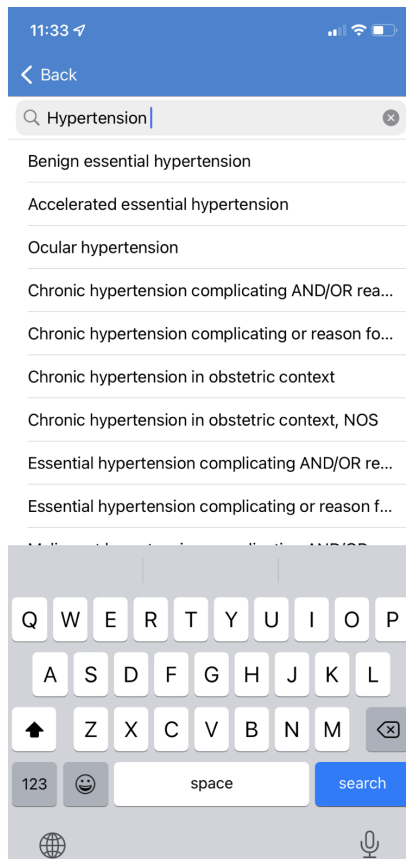 11:33
Back
Hypertension
Benign essential hypertension
Accelerated essential hypertension
Ocular hypertension
Chronic hypertension complicating AND/OR rea...
Chronic hypertension complicating or reason fo...
Chronic hypertension in obstetric context
Chronic hypertension in obstetric context, NOS
Essential hypertension complicating AND/OR re...
Essential hypertension complicating or reason f...
Q W E R T Y U I O P
A S D F G H J K L
Z X C V B N M
123 space search